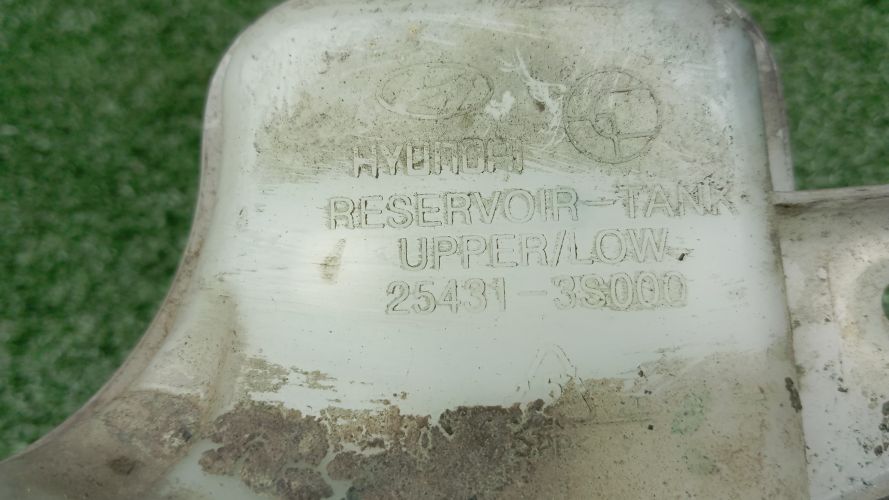 HYUNDAI
RESERVOIR-TANK
UPPER/LOW
25431-3S000